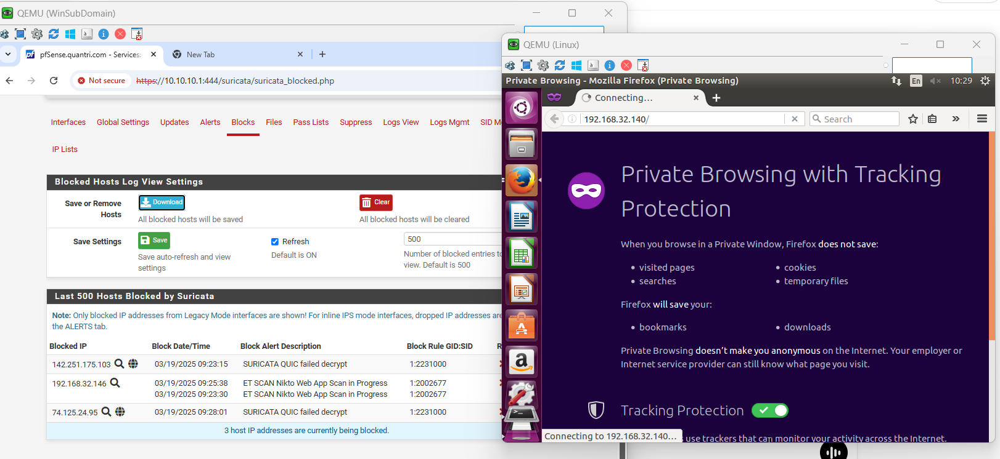 QEMU (WinSubDomain)
pfSense.quantri.com - Services:
New Tab
Not secure
https://10.10.10.1:444/suricata/suricata_blocked.php
Interfaces
Global Settings
Updates
Alerts
Blocks
Files
Pass Lists
Suppress
Logs View
Logs Mgmt
SID M
IP Lists
Blocked Hosts Log View Settings
Save or Remove
Hosts
Download
All blocked hosts will be saved
Clear
All blocked hosts will be cleared
Save Settings
Save
Save auto-refresh and view
settings
Refresh
Default is ON
500
Number of blocked entries to
view. Default is 500
Last 500 Hosts Blocked by Suricata
Note: Only blocked IP addresses from Legacy Mode interfaces are shown! For inline IPS mode interfaces, dropped IP addresses are
the ALERTS tab.
Blocked IP Block Date/Time Block Alert Description Block Rule GID:SID R
142.251.175.103 03/19/2025 09:23:15 SURICATA QUIC failed decrypt 1:2231000
192.168.32.146 03/19/2025 09:25:38 ET SCAN Nikto Web App Scan in Progress 1:2002677
03/19/2025 09:23:30 ET SCAN Nikto Web App Scan in Progress 1:2002677
74.125.24.95 03/19/2025 09:28:01 SURICATA QUIC failed decrypt 1:2231000
3 host IP addresses are currently being blocked.
QEMU (Linux)
Private Browsing - Mozilla Firefox (Private Browsing)
En
10:29
Connecting...
192.168.32.140/
Search
Private Browsing with Tracking
Protection
When you browse in a Private Window, Firefox does not save:
• visited pages
• cookies
• searches
• temporary files
Firefox will save your:
• bookmarks
• downloads
Private Browsing doesn't make you anonymous on the Internet. Your employer or
Internet service provider can still know what page you visit.
Tracking Protection
Connecting to 192.168.32.140...
use trackers that can monitor your activity across the Internet.